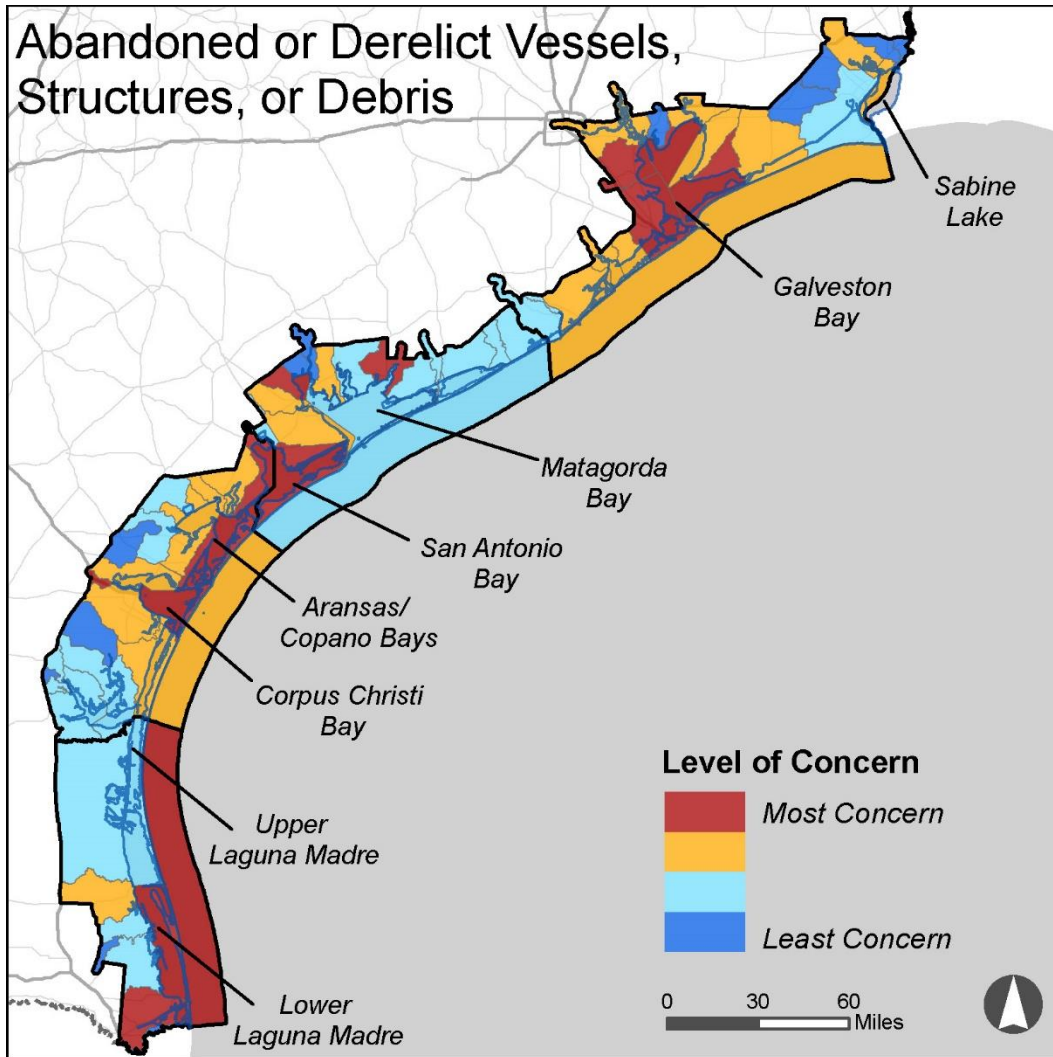 Abandoned or Derelict Vessels,
Structures, or Debris
Sabine
Lake
Galveston
Bay
Matagorda
Bay
San Antonio
Bay
Aransas/
Copano Bays
Corpus Christi
Bay
Upper
Laguna Madre
Lower
Laguna Madre
Level of Concern
Most Concern
Least Concern
0 30 60
Miles